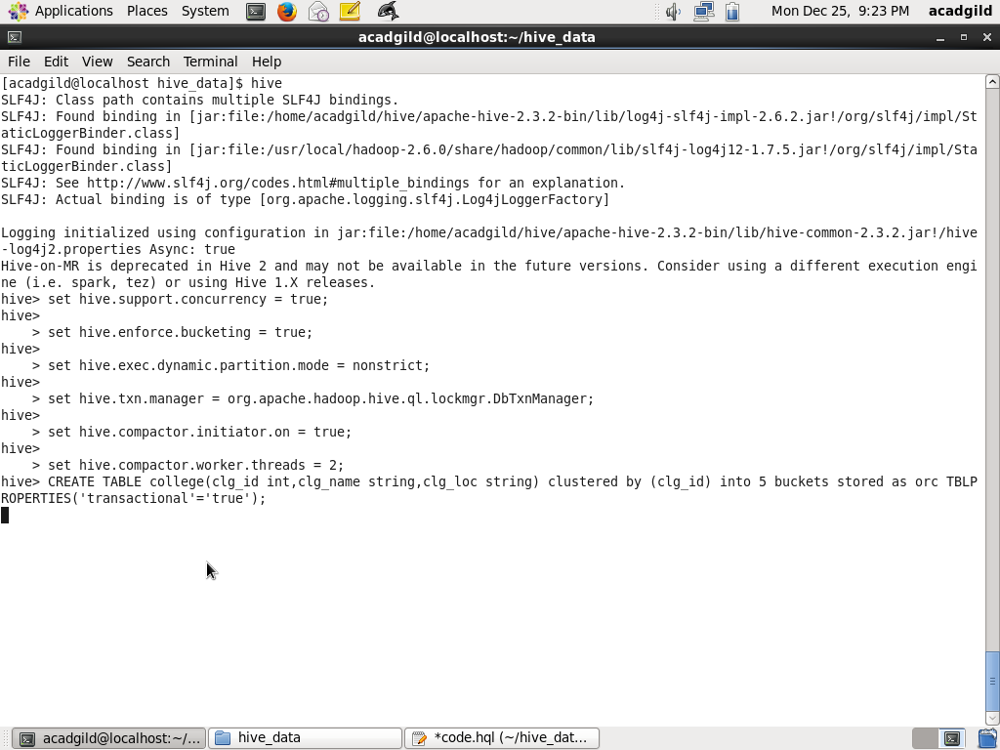 Applications Places System Mon Dec 25, 9:23 PM acadgild
acadgild@localhost:~/hive_data
File Edit View Search Terminal Help
[acadgild@localhost hive_data]$ hive
SLF4J: Class path contains multiple SLF4J bindings.
SLF4J: Found binding in [jar:file:/home/acadgild/hive/apache-hive-2.3.2-bin/lib/log4j-slf4j-impl-2.6.2.jar!/org/slf4j/impl/St
aticLoggerBinder.class]
SLF4J: Found binding in [jar:file:/usr/local/hadoop-2.6.0/share/hadoop/common/lib/slf4j-log4j12-1.7.5.jar!/org/slf4j/impl/Sta
ticLoggerBinder.class]
SLF4J: See http://www.slf4j.org/codes.html#multiple_bindings for an explanation.
SLF4J: Actual binding is of type [org.apache.logging.slf4j.Log4jLoggerFactory]
Logging initialized using configuration in jar:file:/home/acadgild/hive/apache-hive-2.3.2-bin/lib/hive-common-2.3.2.jar!/hive
-log4j2.properties Async: true
Hive-on-MR is deprecated in Hive 2 and may not be available in the future versions. Consider using a different execution engi
ne (i.e. spark, tez) or using Hive 1.X releases.
hive> set hive.support.concurrency = true;
hive>
    > set hive.enforce.bucketing = true;
hive>
    > set hive.exec.dynamic.partition.mode = nonstrict;
hive>
    > set hive.txn.manager = org.apache.hadoop.hive.ql.lockmgr.DbTxnManager;
hive>
    > set hive.compactor.initiator.on = true;
hive>
    > set hive.compactor.worker.threads = 2;
hive> CREATE TABLE college(clg_id int,clg_name string,clg_loc string) clustered by (clg_id) into 5 buckets stored as orc TBLP
ROPERTIES('transactional'='true');
acadgild@localhost:~/... hive_data *code.hql (~/hive_dat...